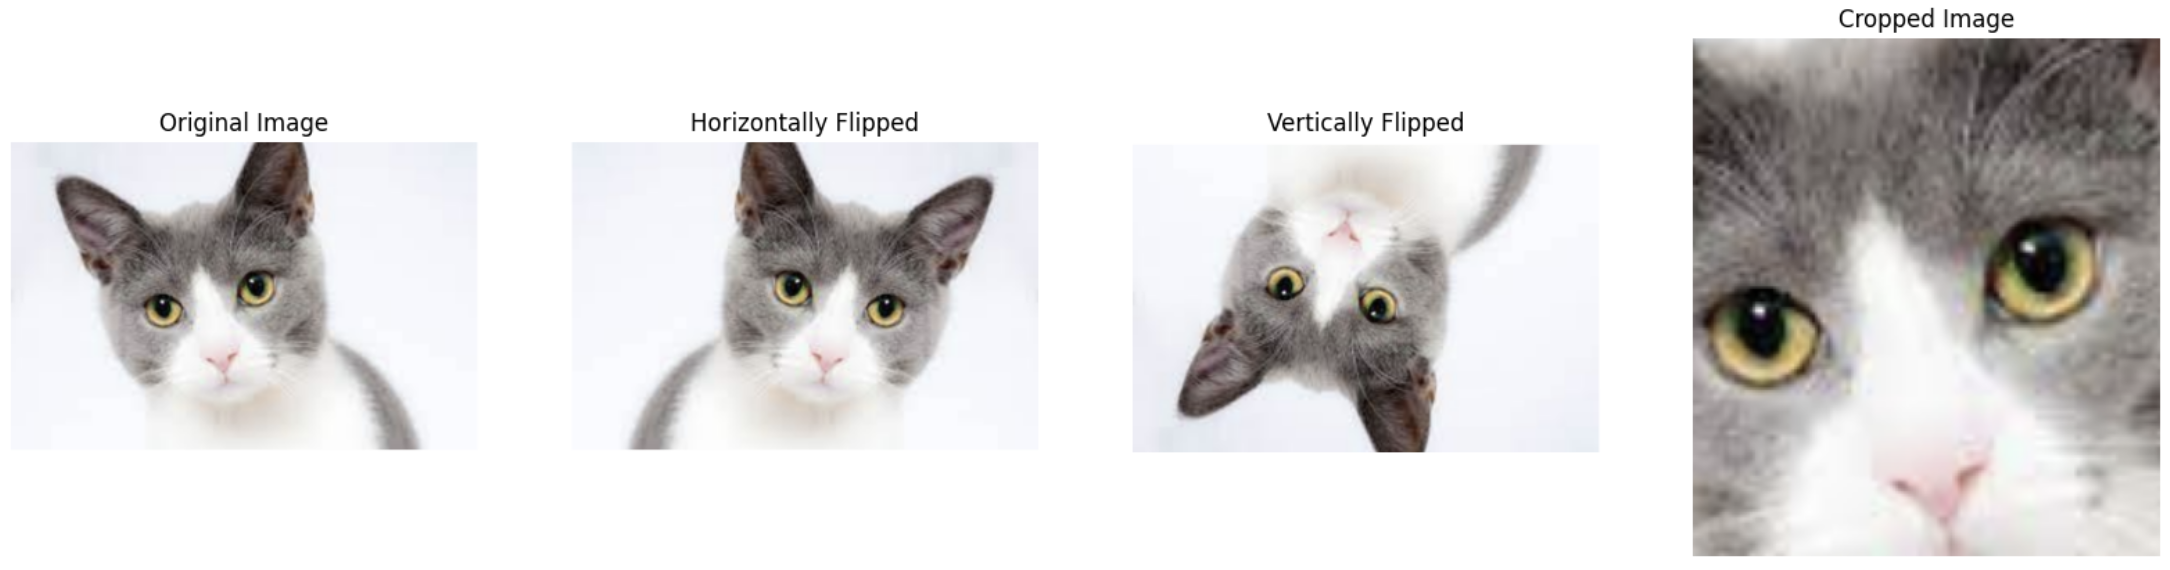 Original Image
Horizontally Flipped
Vertically Flipped
Cropped Image